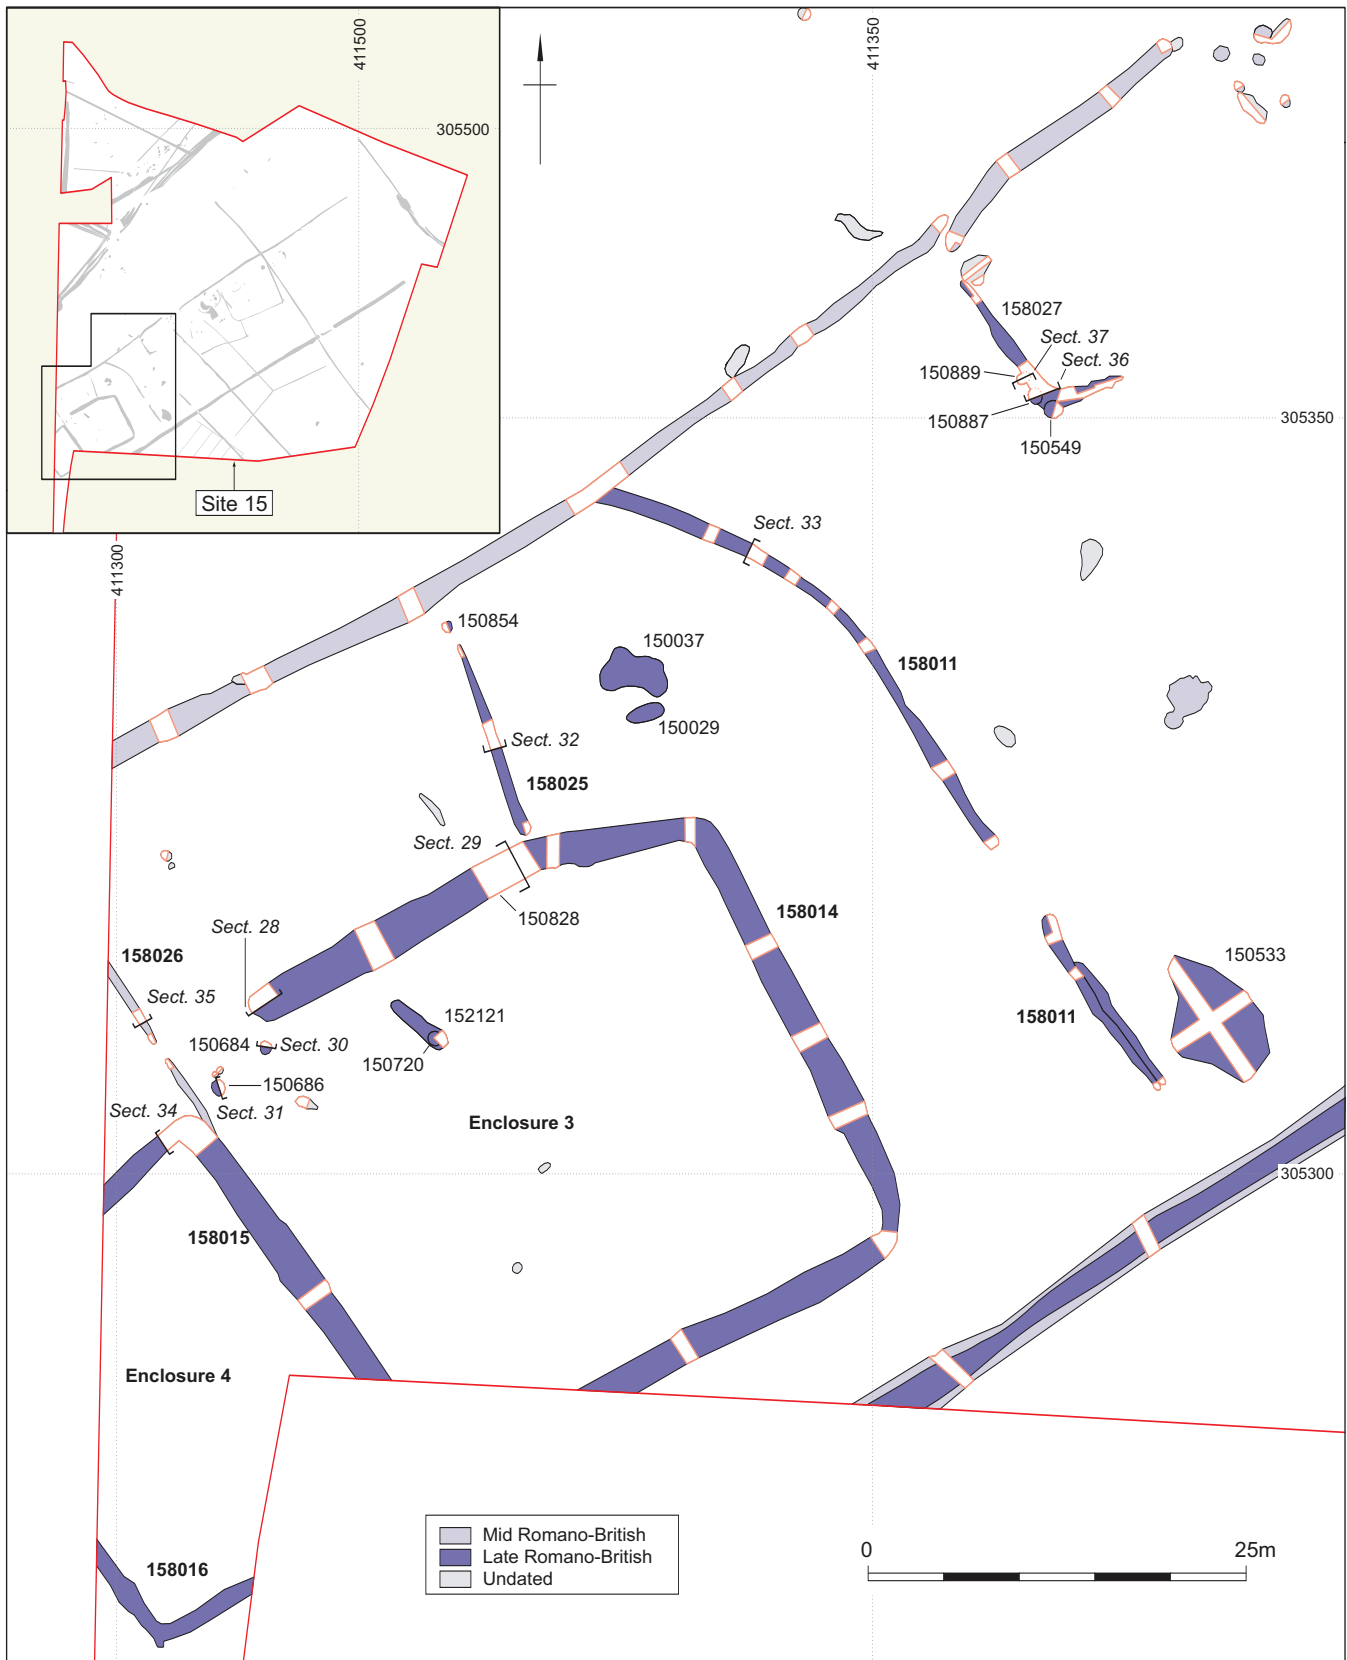 411500
305500
Site 15
411350
158027
Sect. 37
Sect. 36
150889
150887
150549
305350
Sect. 33
411300
150854
150037
158011
150029
Sect. 32
158025
Sect. 29
150828
158014
Sect. 28
158026
Sect. 35
150533
152121
158011
150684
Sect. 30
150720
150686
Sect. 34
Sect. 31
Enclosure 3
305300
158015
Enclosure 4
Mid Romano-British
Late Romano-British
Undated
0
25m
158016